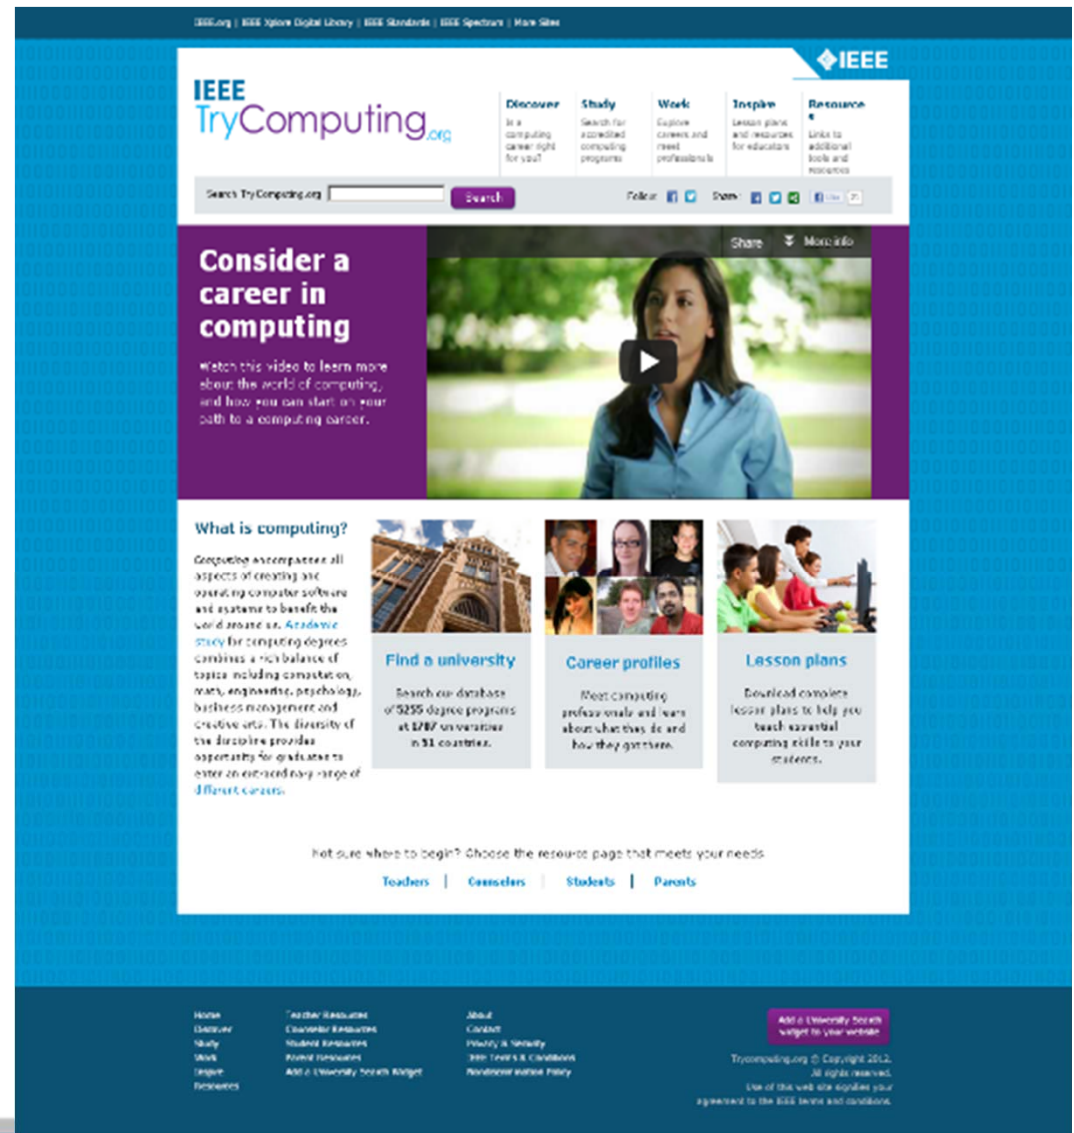 IEEE.org | IEEE Xplore Digital Library | IEEE Standards | IEEE Spectrum | More Sites
IEEE
IEEE
TryComputing.org
Discover
Is a
computing
career right
for you?
Study
Search for
accredited
computing
programs
Work
Explore
careers and
meet
professionals
Inspire
Lesson plans
and resources
for educators
Resource
s
Links to
additional
tools and
resources
Search TryComputing.org
Search
Follow:
Share:
Like
Consider a
career in
computing
Watch this video to learn more
about the world of computing,
and how you can start on your
path to a computing career.
Share
More info
What is computing?
Computing encompasses all
aspects of creating and
operating computer software
and systems to benefit the
world around us. Academic
study for computing degrees
combines a rich balance of
topics including computation,
math, engineering, psychology,
business management and
creative arts. The diversity of
the discipline provides
opportunity for graduates to
enter an extraordinary range of
different careers.
Find a university
Search our database
of 5255 degree programs
at 1787 universities
in 51 countries.
Career profiles
Meet computing
professionals and learn
about what they do and
how they got there.
Lesson plans
Download complete
lesson plans to help you
teach essential
computing skills to your
students.
Not sure where to begin? Choose the resource page that meets your needs
Teachers | Counselors | Students | Parents
Home
Discover
Study
Work
Inspire
Resources
Teacher Resources
Counselor Resources
Student Resources
Parent Resources
Add a University Search Widget
About
Contact
Privacy & Security
IEEE Terms & Conditions
Nondiscrimination Policy
Add a University Search
widget to your website
Trycomputing.org © Copyright 2012.
All rights reserved.
Use of this web site signifies your
agreement to the IEEE terms and conditions.